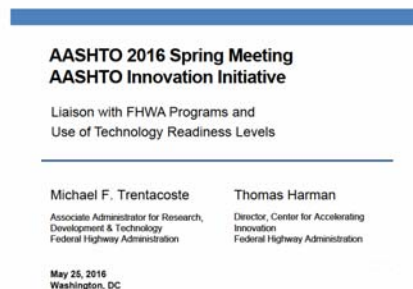 AASHTO 2016 Spring Meeting
AASHTO Innovation Initiative
Liaison with FHWA Programs and
Use of Technology Readiness Levels
Michael F. Trentacoste
Associate Administrator for Research,
Development & Technology
Federal Highway Administration
Thomas Harman
Director, Center for Accelerating
Innovation
Federal Highway Administration
May 25, 2016
Washington, DC